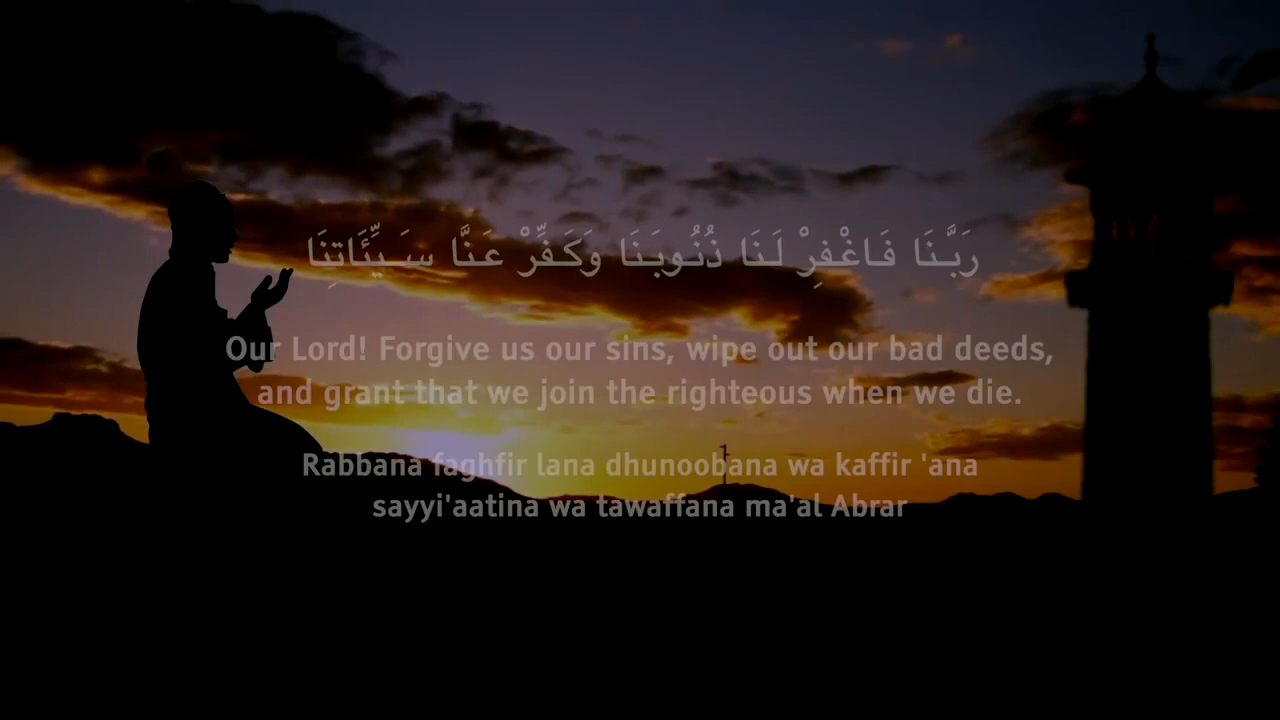 رَبَّنَا فَاغْفِرْ لَنَا ذُنُوبَنَا وَكَفِّرْ عَنَّا سَيِّئَاتِنَا
Our Lord! Forgive us our sins, wipe out our bad deeds,
and grant that we join the righteous when we die.
Rabbana faghfir lana dhunoobana wa kaffir 'ana
sayyi'aatina wa tawaffana ma'al Abrar